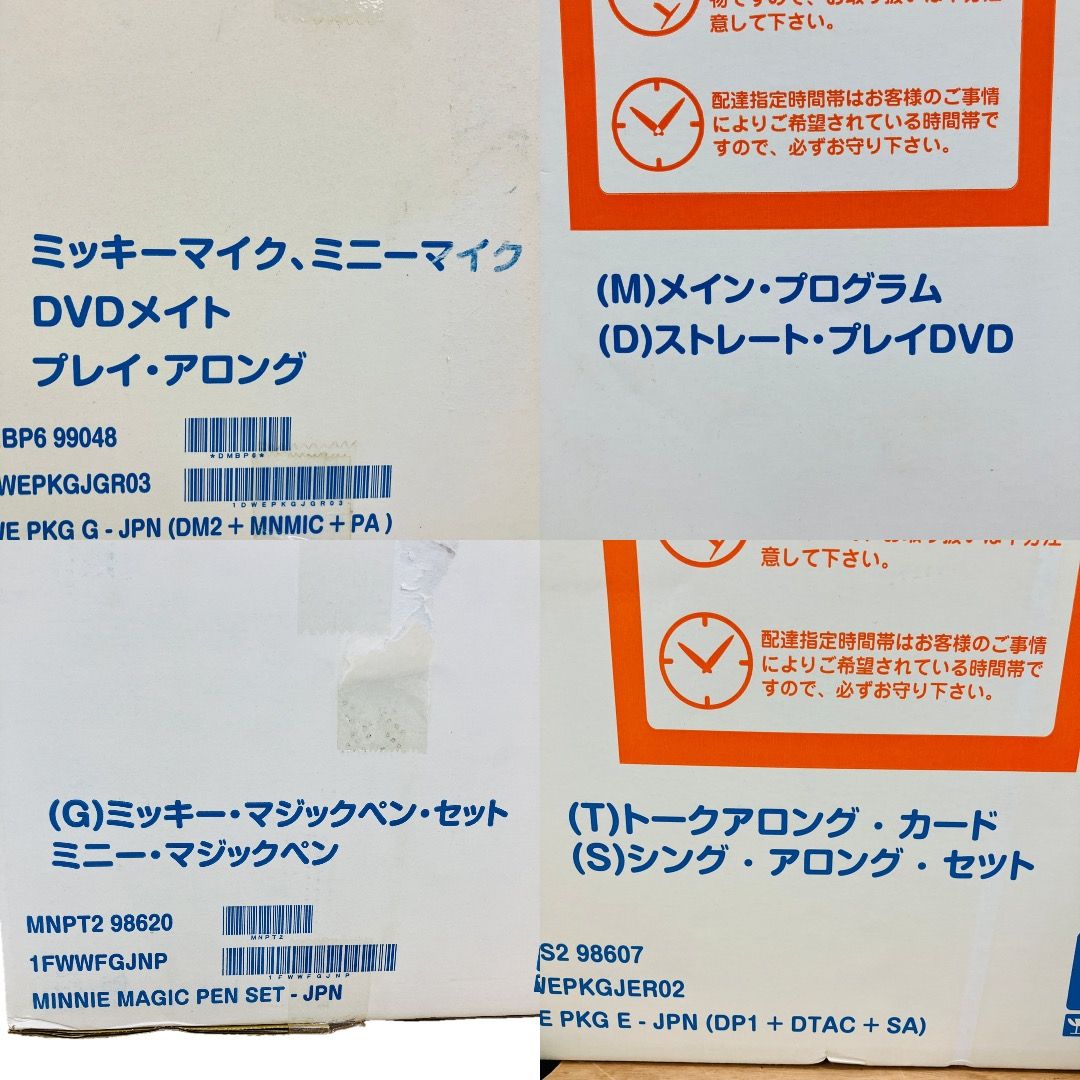 ミッキーマイク、ミニーマイク
DVDメイト
プレイ・アロング
BP6 99048
*DMBP6*
WEPKGJGR03
1DWEPKGJGR03
E PKG G - JPN (DM2 + MNMIC + PA )
意して下さい。
配達指定時間帯はお客様のご事情
によりご希望されている時間帯で
すので、必ずお守り下さい。
(M)メイン・プログラム
(D)ストレート・プレイDVD
(G)ミッキー・マジックペン・セット
ミニー・マジックペン
MNPT2 98620
MNPT2
1FWWFGJNP
1FWWFGJNP
MINNIE MAGIC PEN SET - JPN
意して下さい。
配達指定時間帯はお客様のご事情
によりご希望されている時間帯で
すので、必ずお守り下さい。
(T)トークアロング・カード
(S)シング・アロング・セット
S2 98607
EPKGJER02
E PKG E - JPN (DP1 + DTAC + SA)